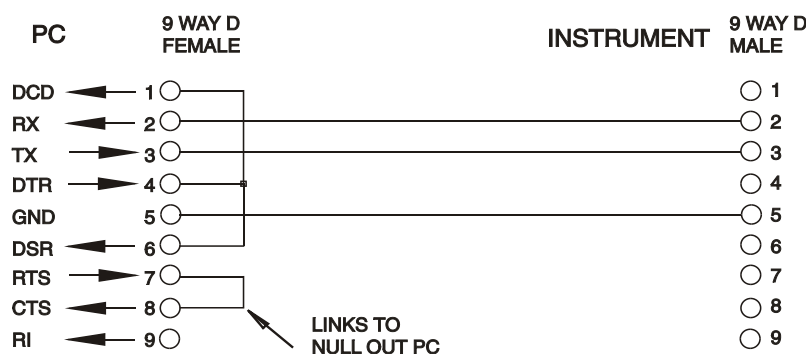 PC
9 WAY D
FEMALE
INSTRUMENT
9 WAY D
MALE
DCD 1 1
RX 2 2
TX 3 3
DTR 4 4
GND 5 5
DSR 6 6
RTS 7 7
CTS 8 8
RI 9 9
LINKS TO
NULL OUT PC